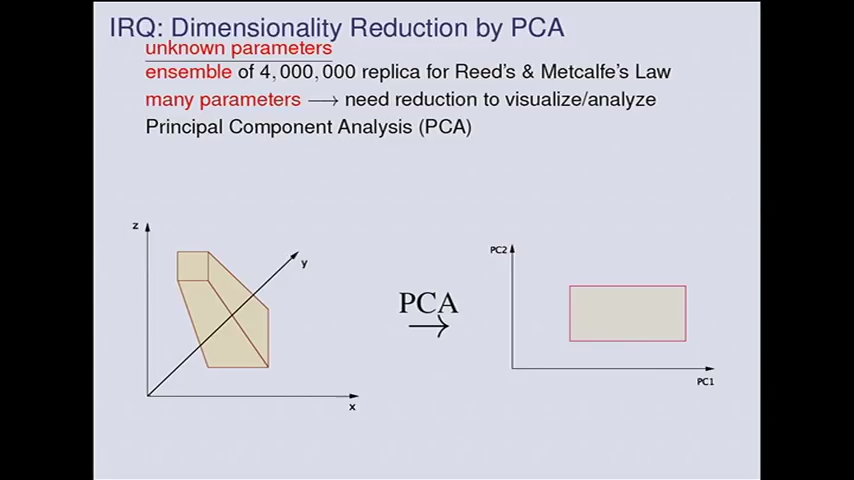 IRQ: Dimensionality Reduction by PCA
unknown parameters
ensemble of 4,000,000 replica for Reed's & Metcalfe's Law
many parameters ⟶ need reduction to visualize/analyze
Principal Component Analysis (PCA)
z
y
x
PCA
→
PC2
PC1